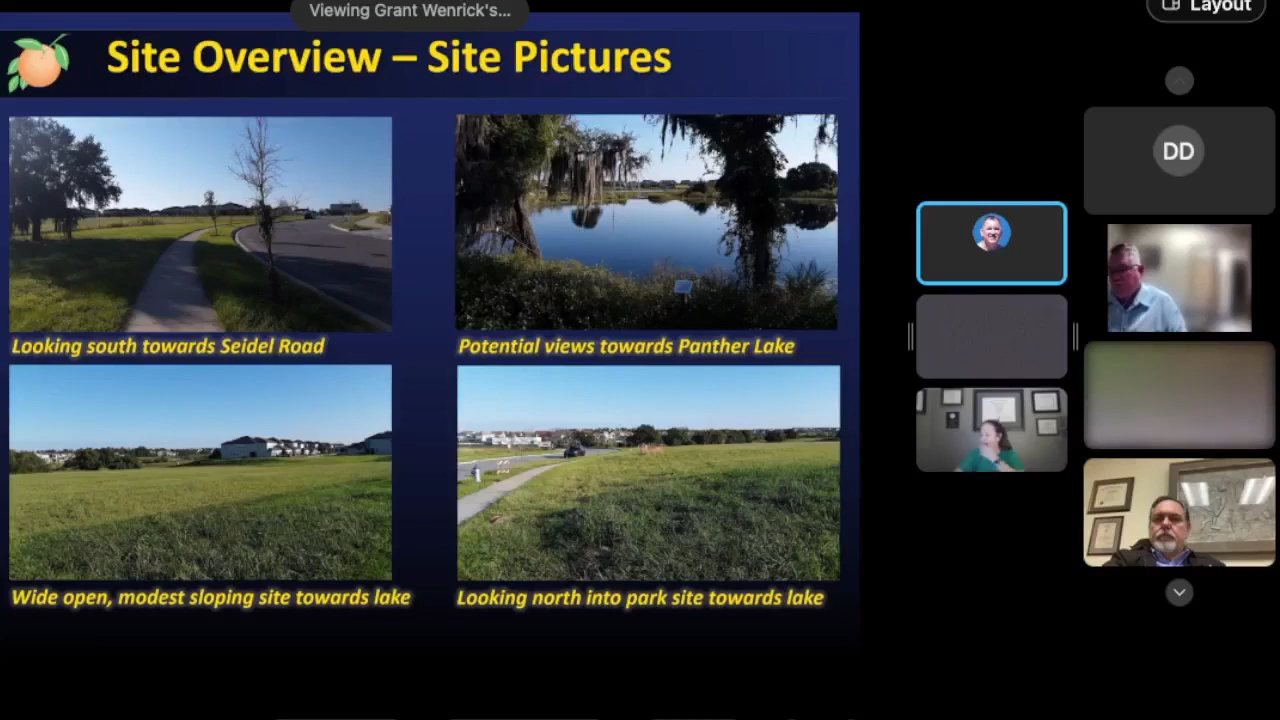 Viewing Grant Wenrick's...
Layout
Site Overview – Site Pictures
DD
Looking south towards Seidel Road
Potential views towards Panther Lake
Wide open, modest sloping site towards lake
Looking north into park site towards lake